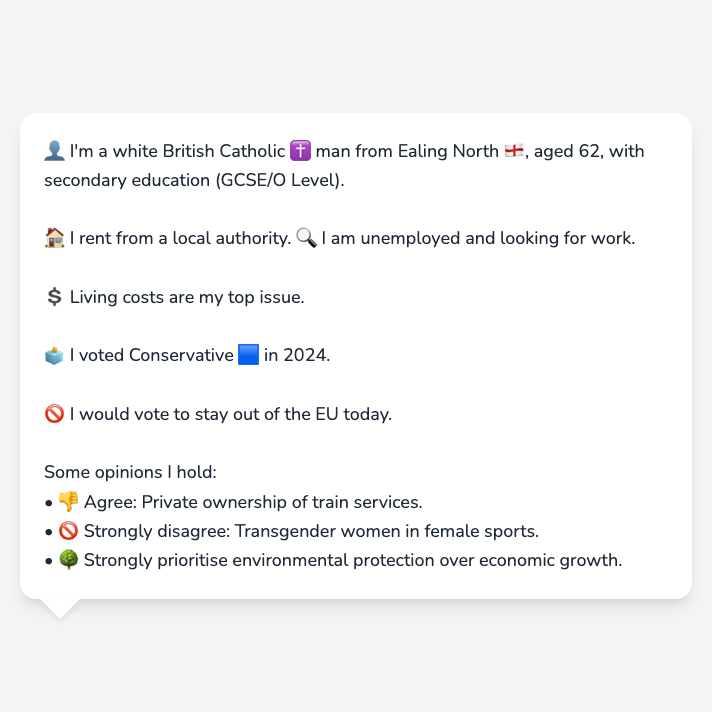 👤 I'm a white British Catholic ✝️ man from Ealing North 🏴󠁧󠁢󠁥󠁮󠁧󠁿, aged 62, with
secondary education (GCSE/O Level).
🏠 I rent from a local authority. 🔍 I am unemployed and looking for work.
💲 Living costs are my top issue.
🗳️ I voted Conservative 🟦 in 2024.
🚫 I would vote to stay out of the EU today.
Some opinions I hold:
• 👎 Agree: Private ownership of train services.
• 🚫 Strongly disagree: Transgender women in female sports.
• 🌳 Strongly prioritise environmental protection over economic growth.